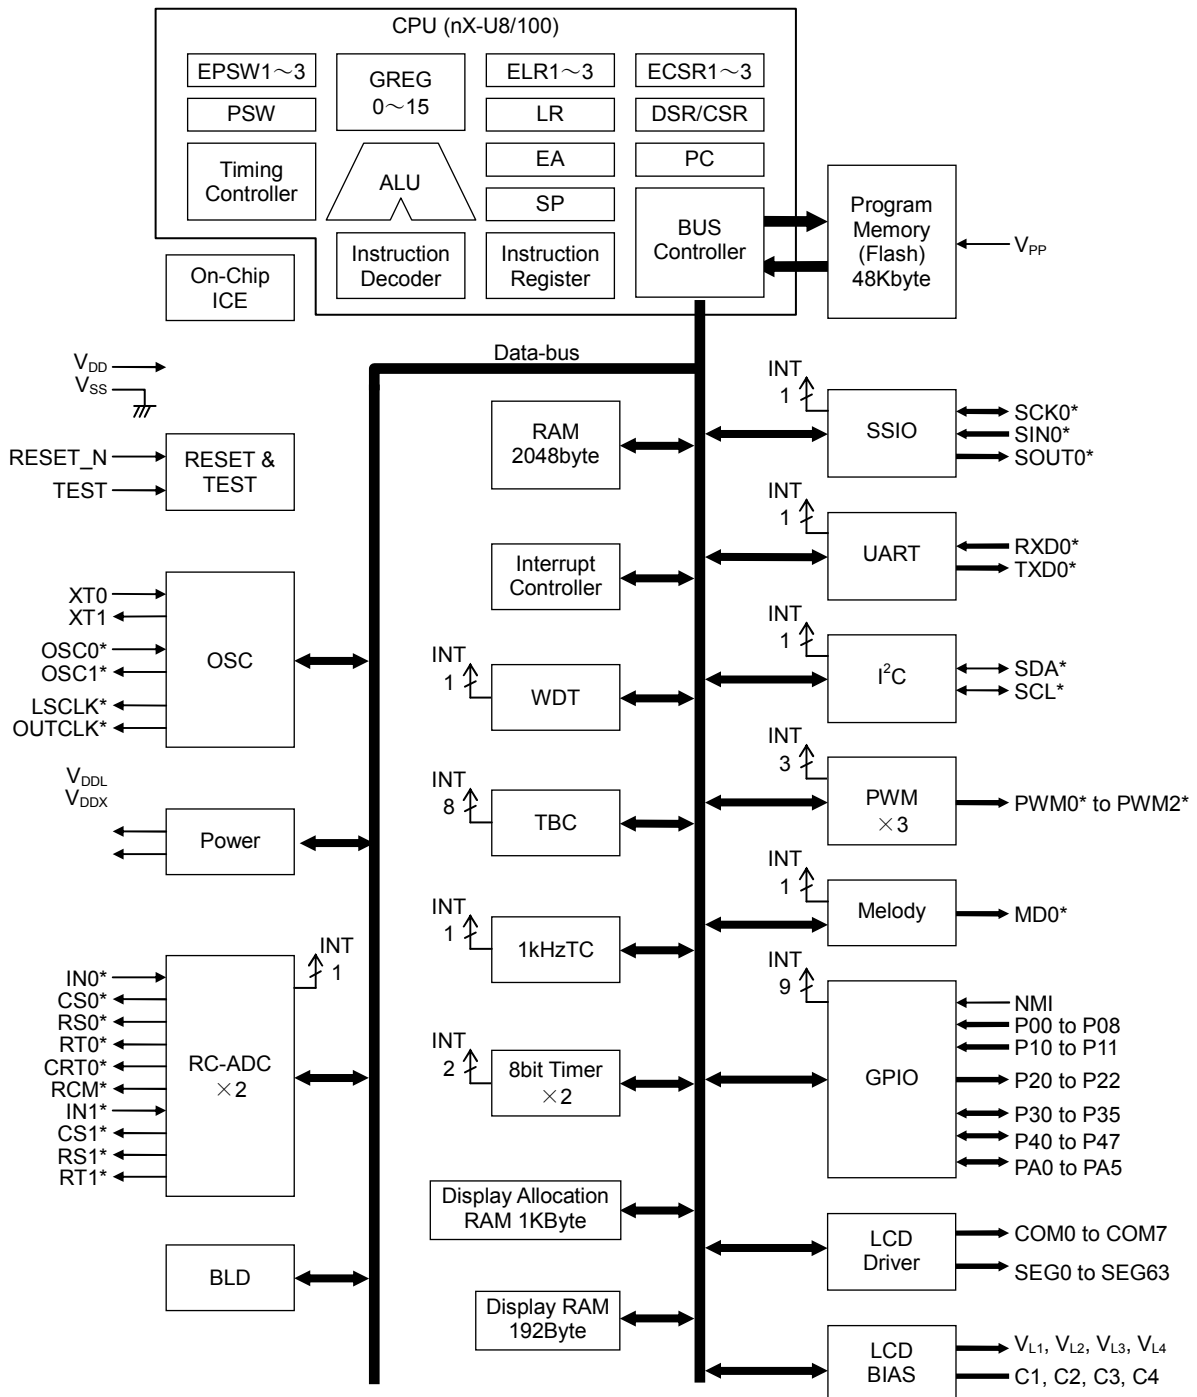 CPU (nX-U8/100)
EPSW1～3
GREG
0～15
ELR1～3
ECSR1～3
PSW
LR
DSR/CSR
Timing
Controller
ALU
EA
PC
SP
BUS
Controller
Program
Memory
(Flash)
48Kbyte
VPP
Instruction
Decoder
Instruction
Register
On-Chip
ICE
VDD
VSS
Data-bus
RESET_N
TEST
RESET &
TEST
RAM
2048byte
INT
1
SSIO
SCK0*
SIN0*
SOUT0*
INT
1
UART
RXD0*
TXD0*
Interrupt
Controller
XT0
XT1
OSC0*
OSC1*
LSCLK*
OUTCLK*
OSC
INT
1
WDT
INT
1
I²C
SDA*
SCL*
VDDL
VDDX
Power
INT
8
TBC
INT
3
PWM
×3
PWM0* to PWM2*
INT
1
Melody
MD0*
INT
1
1kHzTC
IN0*
CS0*
RS0*
RT0*
CRT0*
RCM*
IN1*
CS1*
RS1*
RT1*
RC-ADC
×2
INT
1
INT
2
8bit Timer
×2
INT
9
GPIO
NMI
P00 to P08
P10 to P11
P20 to P22
P30 to P35
P40 to P47
PA0 to PA5
Display Allocation
RAM 1KByte
BLD
LCD
Driver
COM0 to COM7
SEG0 to SEG63
Display RAM
192Byte
LCD
BIAS
VL1, VL2, VL3, VL4
C1, C2, C3, C4